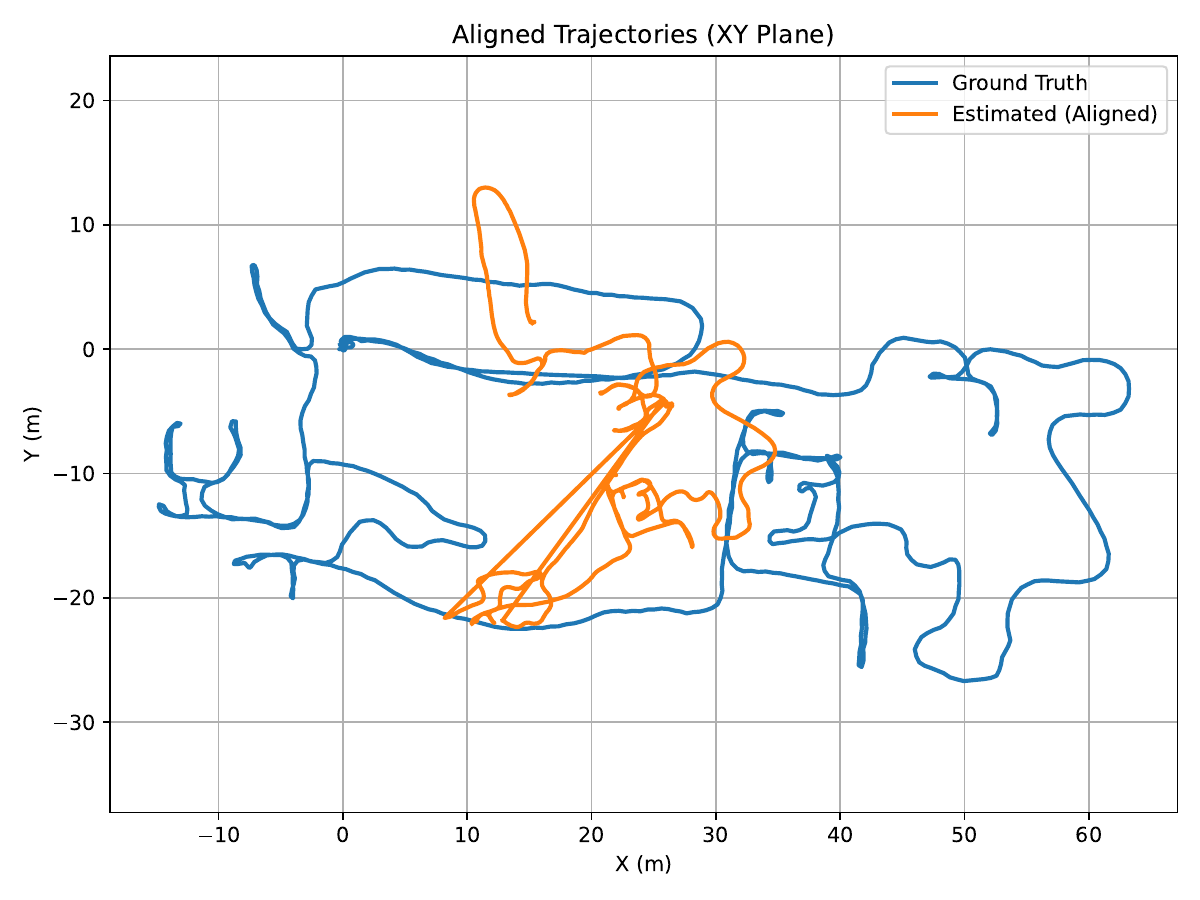 Aligned Trajectories (XY Plane)
Ground Truth
Estimated (Aligned)
20
10
0
−10
−20
−30
Y (m)
−10 0 10 20 30 40 50 60
X (m)